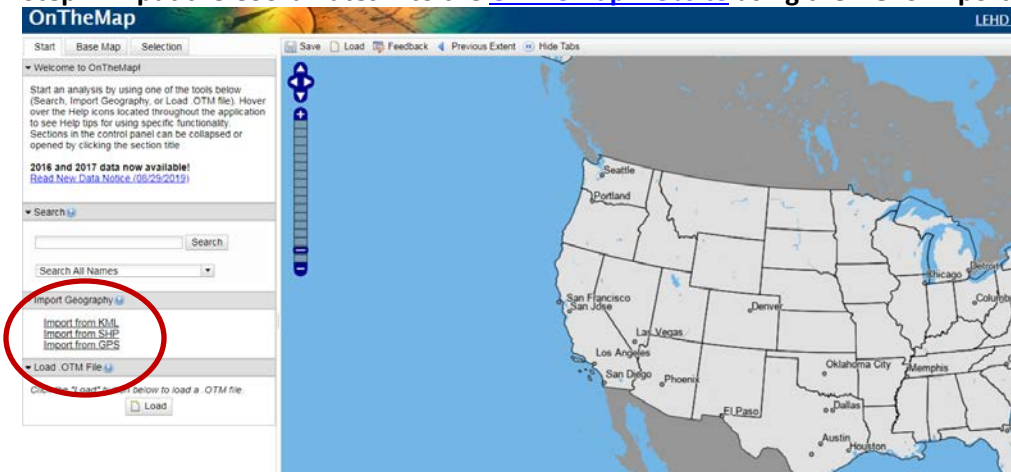 OnTheMap
LEHD
Start Base Map Selection
Save Load Feedback Previous Extent Hide Tabs
Welcome to OnTheMap!
Start an analysis by using one of the tools below
(Search, Import Geography, or Load .OTM file). Hover
over the Help icons located throughout the application
to see Help tips for using specific functionality.
Sections in the control panel can be collapsed or
opened by clicking the section title
2016 and 2017 data now available!
Read New Data Notice (08/29/2019)
Search
Search
Search All Names
Import Geography
Import from KML
Import from SHP
Import from GPS
Load .OTM File
Click the "Load" button below to load a .OTM file.
Load
Seattle
Portland
Detroit
Chicago
San Francisco
San Jose
Denver
Las Vegas
Los Angeles
Oklahoma City
Memphis
San Diego
Phoenix
El Paso
Dallas
Austin
Houston